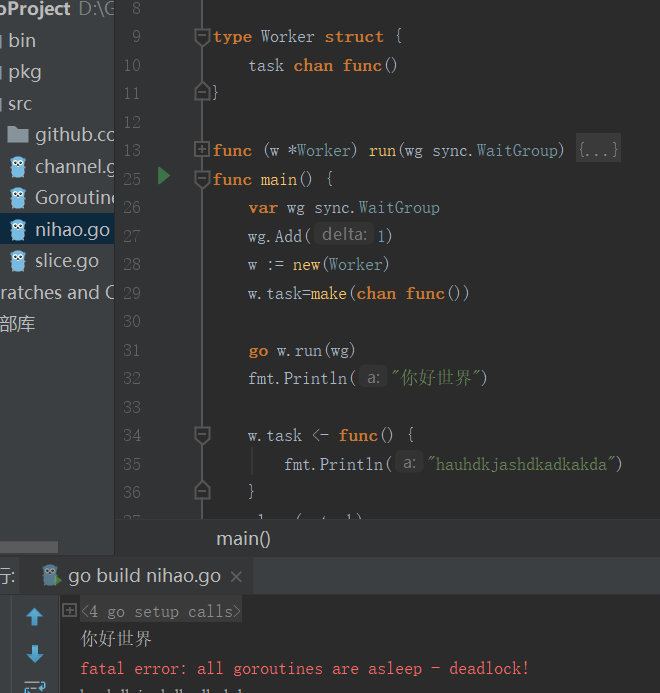 oProject D:\G
bin
pkg
src
github.co
channel.g
Goroutine
nihao.go
slice.go
ratches and C
部库
8
9 type Worker struct {
10 task chan func()
11 }
12
13 func (w *Worker) run(wg sync.WaitGroup) {...}
25 func main() {
26 var wg sync.WaitGroup
27 wg.Add( delta: 1)
28 w := new(Worker)
29 w.task=make(chan func())
30
31 go w.run(wg)
32 fmt.Println( a: "你好世界")
33
34 w.task <- func() {
35 fmt.Println( a: "hauhdkjashdkadkakda")
36 }
main()
行: go build nihao.go ×
<4 go setup calls>
你好世界
fatal error: all goroutines are asleep - deadlock!